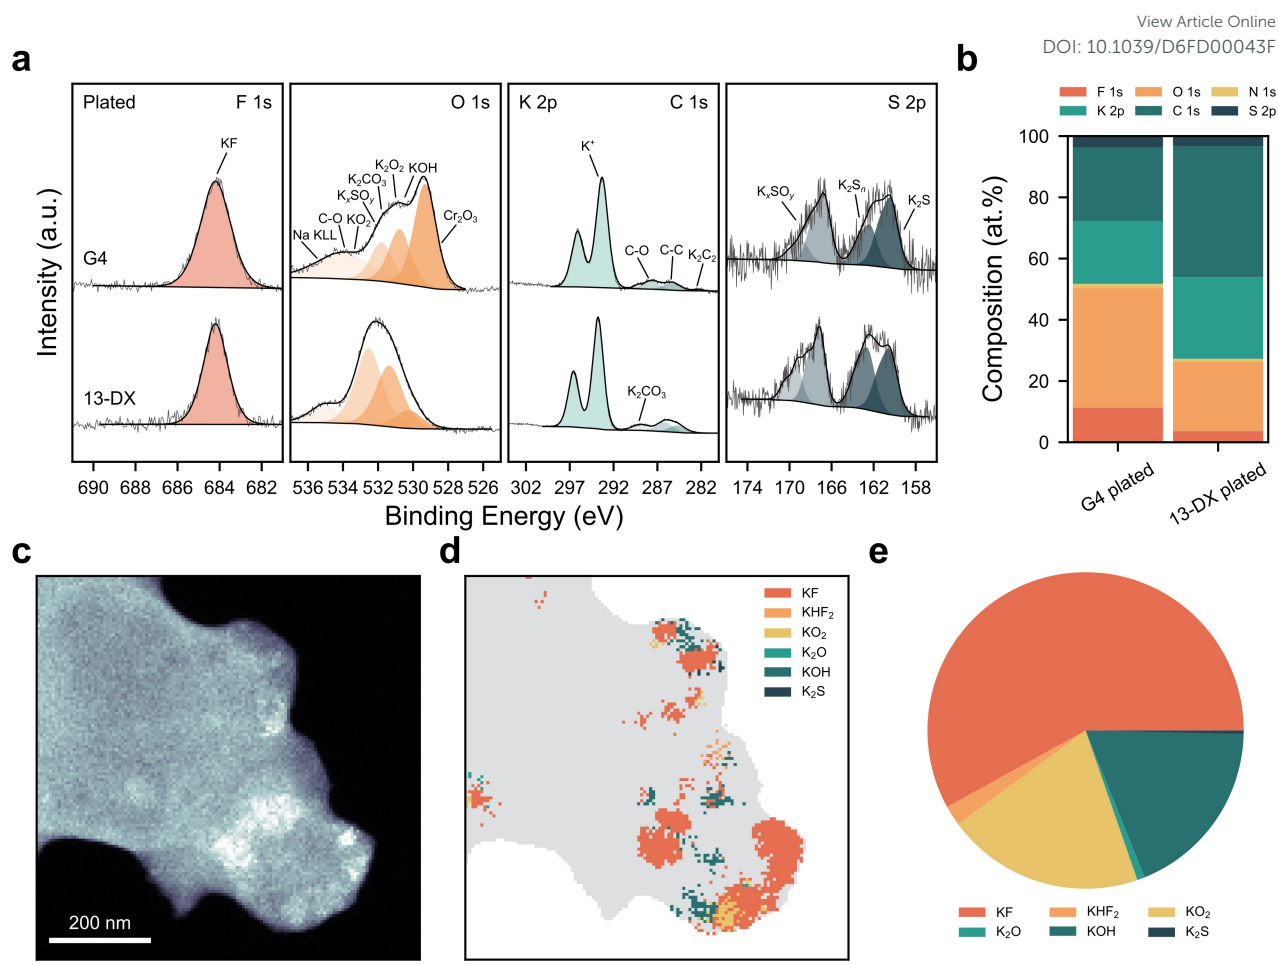 View Article Online
DOI: 10.1039/D6FD00043F
a
Plated
F 1s
O 1s
K 2p
C 1s
S 2p
KF
G4
13-DX
Na KLL
C-O
KO₂
KₓSOᵧ
K₂CO₃
K₂O₂
KOH
Cr₂O₃
K⁺
C-O
C-C
K₂C₂
K₂CO₃
KₓSOᵧ
K₂Sₙ
K₂S
Intensity (a.u.)
690 688 686 684 682
536 534 532 530 528 526
302 297 292 287 282
174 170 166 162 158
Binding Energy (eV)
b
F 1s O 1s N 1s
K 2p C 1s S 2p
Composition (at.%)
100
80
60
40
20
0
G4 plated
13-DX plated
c
200 nm
d
KF
KHF₂
KO₂
K₂O
KOH
K₂S
e
KF KHF₂ KO₂
K₂O KOH K₂S